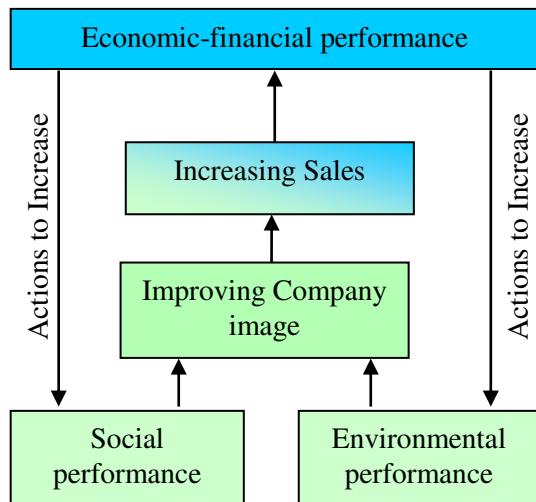 Economic-financial performance
Actions to Increase
Increasing Sales
Actions to Increase
Improving Company
image
Social
performance
Environmental
performance